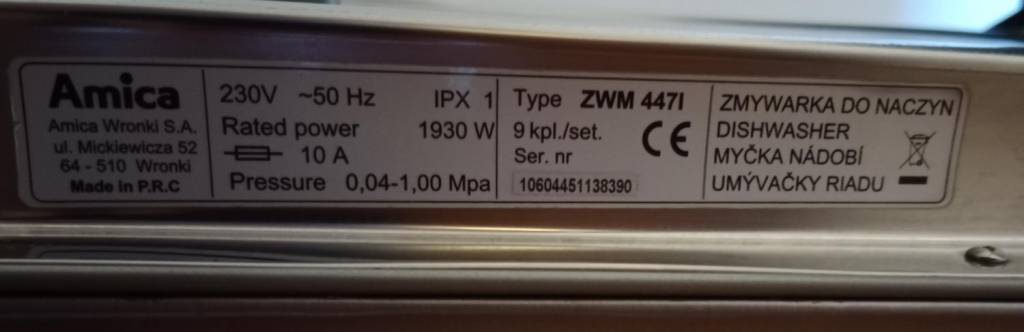 Amica
Amica Wronki S.A.
ul. Mickiewicza 52
64 - 510 Wronki
Made in P.R.C
230V ~50 Hz IPX 1
Rated power 1930 W
10 A
Pressure 0,04-1,00 Mpa
Type ZWM 447I
9 kpl./set.
CE
Ser. nr
10604451138390
ZMYWARKA DO NACZYN
DISHWASHER
MYČKA NÁDOBÍ
UMÝVAČKY RIADU